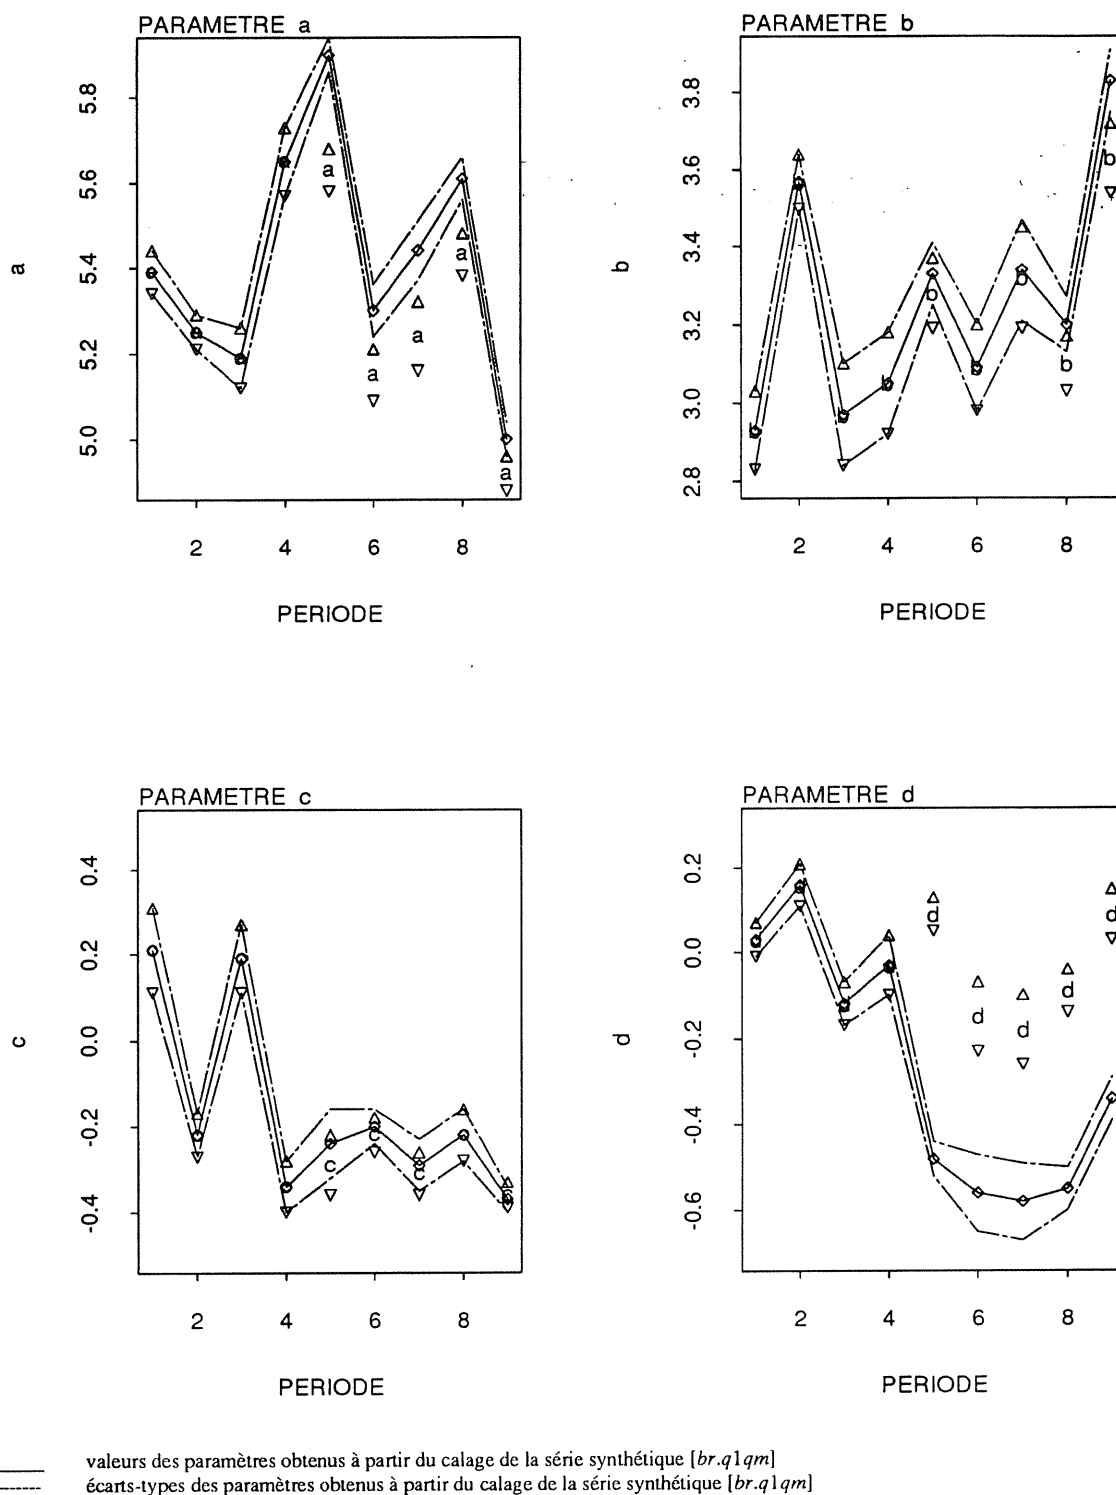 PARAMETRE a
PARAMETRE b
a
5.8
5.6
5.4
5.2
5.0
a
a
a
a
a
2 4 6 8
PERIODE
b
3.8
3.6
3.4
3.2
3.0
2.8
b
b
b
b
b
b
b
2 4 6 8
PERIODE
PARAMETRE c
PARAMETRE d
c
0.4
0.2
0.0
-0.2
-0.4
c
c
c
c
2 4 6 8
PERIODE
d
0.2
0.0
-0.2
-0.4
-0.6
d
d
d
d
d
2 4 6 8
PERIODE
valeurs des paramètres obtenus à partir du calage de la série synthétique [br.q1qm]
écarts-types des paramètres obtenus à partir du calage de la série synthétique [br.q1qm]